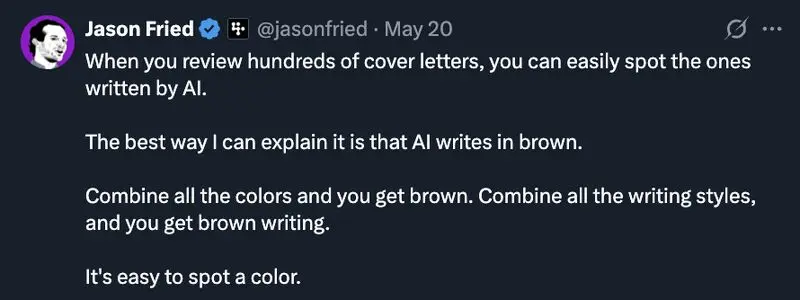 Jason Fried @jasonfried · May 20
When you review hundreds of cover letters, you can easily spot the ones
written by AI.
The best way I can explain it is that AI writes in brown.
Combine all the colors and you get brown. Combine all the writing styles,
and you get brown writing.
It's easy to spot a color.